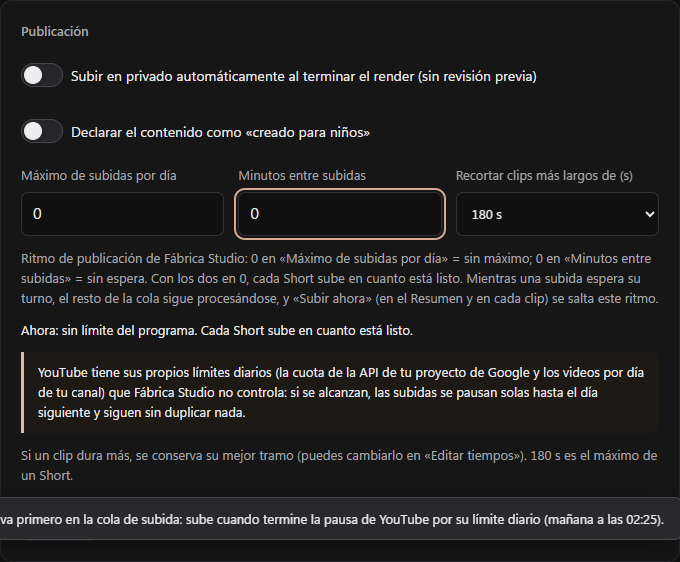 Publicación
Subir en privado automáticamente al terminar el render (sin revisión previa)
Declarar el contenido como «creado para niños»
Máximo de subidas por día
Minutos entre subidas
Recortar clips más largos de (s)
0
0
180 s
Ritmo de publicación de Fábrica Studio: 0 en «Máximo de subidas por día» = sin máximo; 0 en «Minutos entre
subidas» = sin espera. Con los dos en 0, cada Short sube en cuanto está listo. Mientras una subida espera su
turno, el resto de la cola sigue procesándose, y «Subir ahora» (en el Resumen y en cada clip) se salta este ritmo.
Ahora: sin límite del programa. Cada Short sube en cuanto está listo.
YouTube tiene sus propios límites diarios (la cuota de la API de tu proyecto de Google y los videos por día
de tu canal) que Fábrica Studio no controla: si se alcanzan, las subidas se pausan solas hasta el día
siguiente y siguen sin duplicar nada.
Si un clip dura más, se conserva su mejor tramo (puedes cambiarlo en «Editar tiempos»). 180 s es el máximo de
un Short.
va primero en la cola de subida: sube cuando termine la pausa de YouTube por su límite diario (mañana a las 02:25).